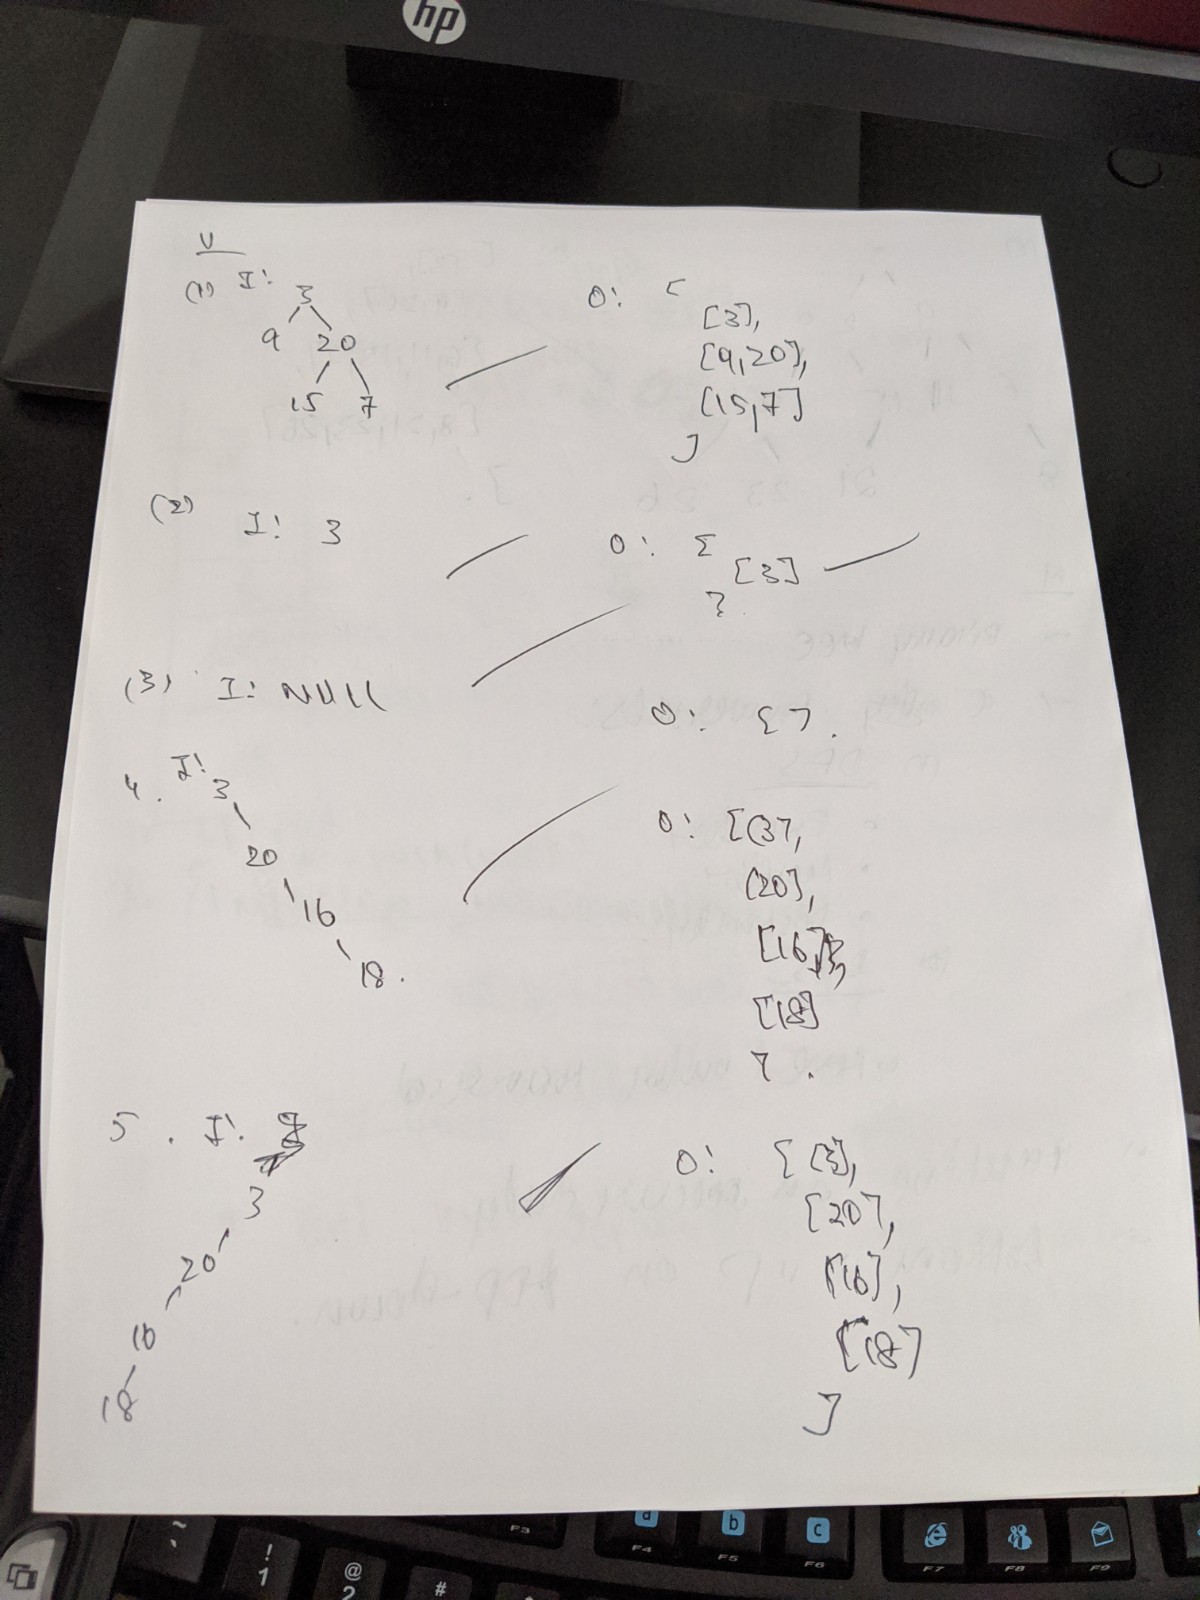 hp
U
(1) I: 3
9 20
15 7
O: [
[3],
[9,20],
[15,7]
]
(2) I: 3
O: [
[3]
]
(3) I: NULL
O: [].
4. I: 3
20
16
18.
O: [[3],
[20],
[16],
[18]
].
5. I:
3
20
16
18
O: [[3],
[20],
[16],
[18]
]
~
! 1
@ 2
#
F3
a F4
b F5
c F6
F7
F8
F9